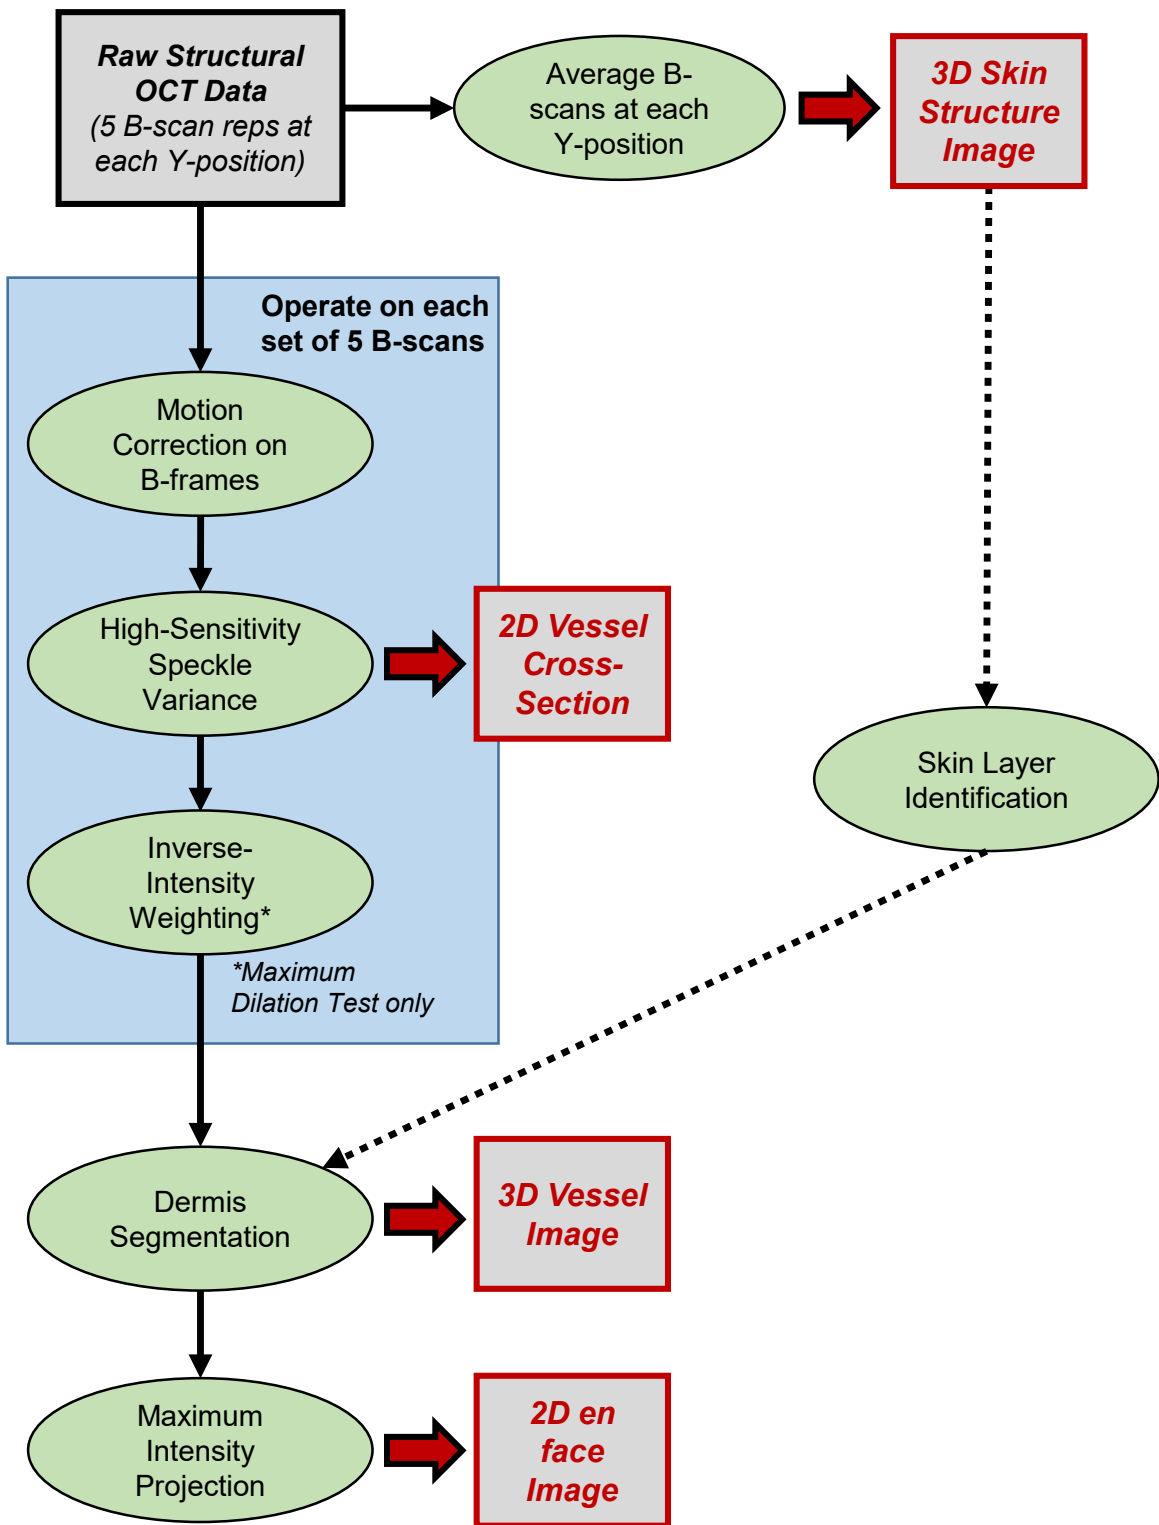 Raw Structural
OCT Data
(5 B-scan reps at
each Y-position)
Average B-
scans at each
Y-position
3D Skin
Structure
Image
Operate on each
set of 5 B-scans
Motion
Correction on
B-frames
High-Sensitivity
Speckle
Variance
2D Vessel
Cross-
Section
Skin Layer
Identification
Inverse-
Intensity
Weighting*
*Maximum
Dilation Test only
Dermis
Segmentation
3D Vessel
Image
Maximum
Intensity
Projection
2D en
face
Image